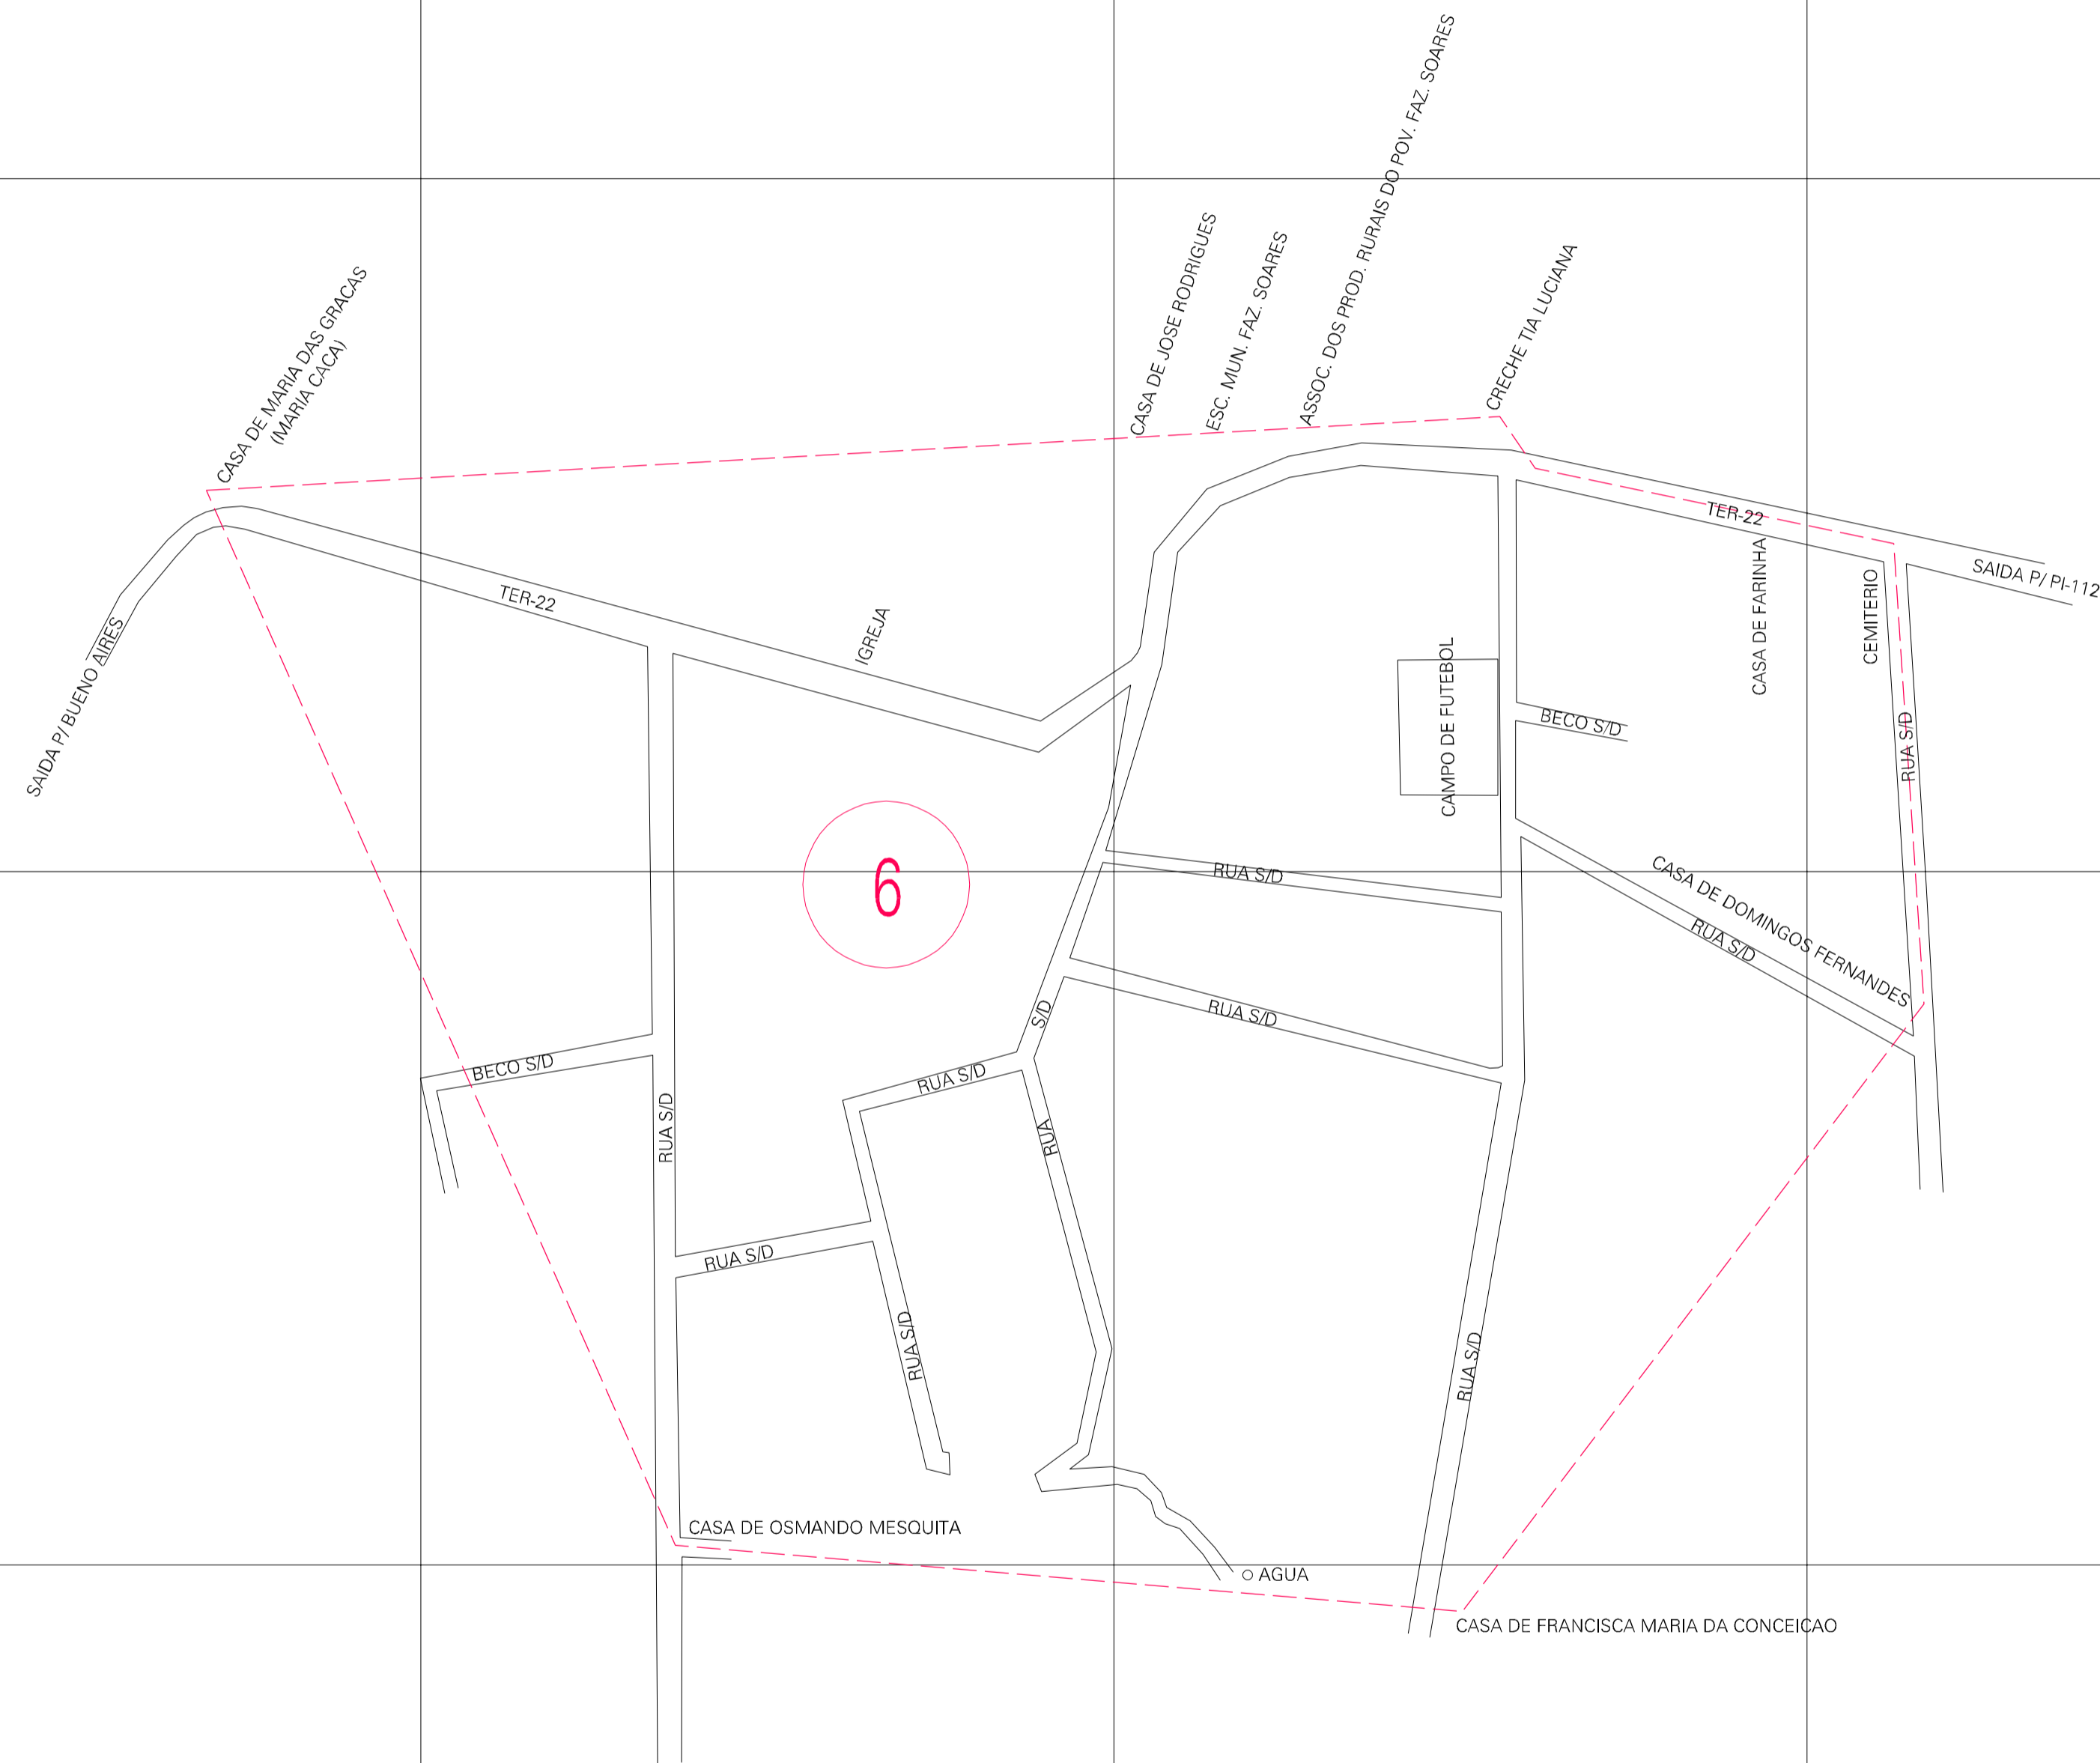 ASSOC. DOS PROD. RURAIS DO POV. FAZ. SOARES
CASA DE JOSE RODRIGUES
ESC. MUN. FAZ. SOARES
CRECHE TIA LUCIANA
CASA DE MARIA DAS GRACAS
(MARIA CACA)
TER-22
SAIDA P/ PI-112
CASA DE FARINHA
CEMITERIO
TER-22
IGREJA
SAIDA P/ BUENO AIRES
CAMPO DE FUTEBOL
BECO S/D
RUA S/D
6
RUA S/D
CASA DE DOMINGOS FERNANDES
RUA S/D
RUA S/D
S/D
BECO S/D
RUA S/D
RUA S/D
RUA
RUA S/D
RUA S/D
RUA S/D
CASA DE OSMANDO MESQUITA
AGUA
CASA DE FRANCISCA MARIA DA CONCEICAO